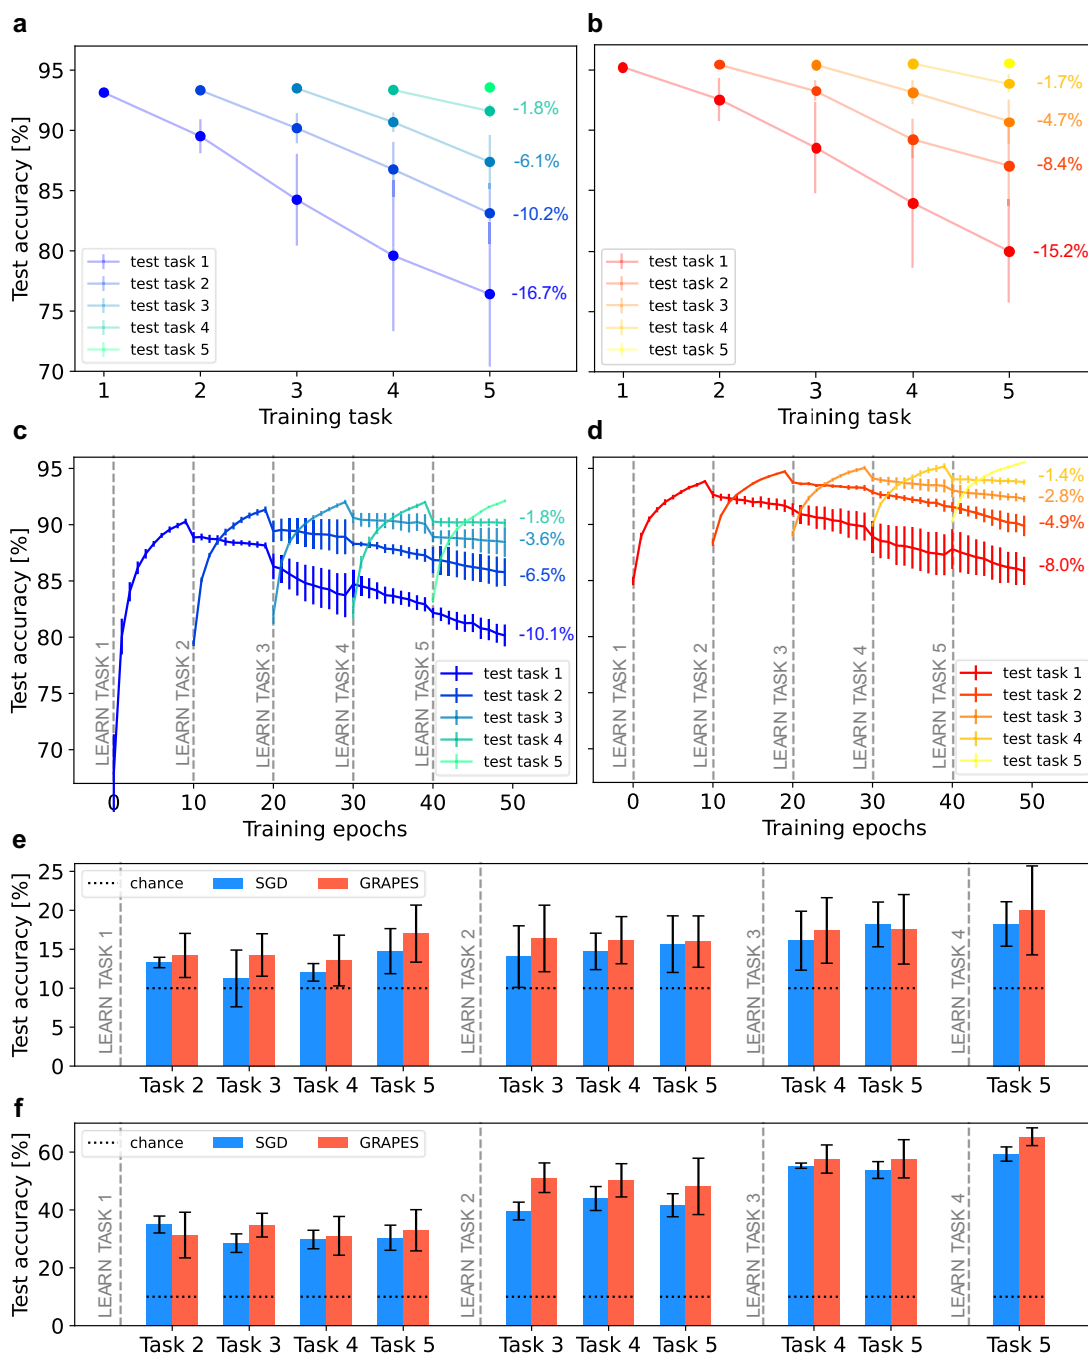 a
Test accuracy [%]
95
90
85
80
75
70
-1.8%
-6.1%
-10.2%
-16.7%
test task 1
test task 2
test task 3
test task 4
test task 5
1 2 3 4 5
Training task
b
-1.7%
-4.7%
-8.4%
-15.2%
test task 1
test task 2
test task 3
test task 4
test task 5
1 2 3 4 5
Training task
c
Test accuracy [%]
95
90
85
80
75
70
LEARN TASK 1
LEARN TASK 2
LEARN TASK 3
LEARN TASK 4
LEARN TASK 5
-1.8%
-3.6%
-6.5%
-10.1%
test task 1
test task 2
test task 3
test task 4
test task 5
0 10 20 30 40 50
Training epochs
d
LEARN TASK 1
LEARN TASK 2
LEARN TASK 3
LEARN TASK 4
LEARN TASK 5
-1.4%
-2.8%
-4.9%
-8.0%
test task 1
test task 2
test task 3
test task 4
test task 5
0 10 20 30 40 50
Training epochs
e
Test accuracy [%]
25
20
15
10
5
0
chance SGD GRAPES
LEARN TASK 1
LEARN TASK 2
LEARN TASK 3
LEARN TASK 4
Task 2 Task 3 Task 4 Task 5 Task 3 Task 4 Task 5 Task 4 Task 5 Task 5
f
Test accuracy [%]
60
40
20
0
chance SGD GRAPES
LEARN TASK 1
LEARN TASK 2
LEARN TASK 3
LEARN TASK 4
Task 2 Task 3 Task 4 Task 5 Task 3 Task 4 Task 5 Task 4 Task 5 Task 5